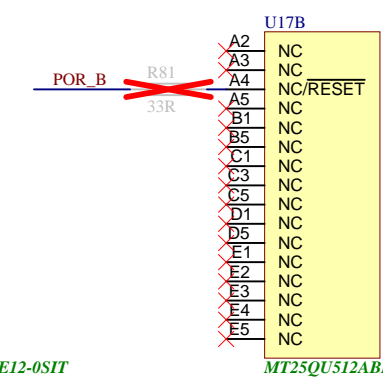 U17B
A2 NC
A3 NC
POR_B R81 33R A4 NC/RESET
A5 NC
B1 NC
B5 NC
C1 NC
C3 NC
C5 NC
D1 NC
D5 NC
E1 NC
E2 NC
E3 NC
E4 NC
E5 NC
E12-0SIT MT25QU512AB